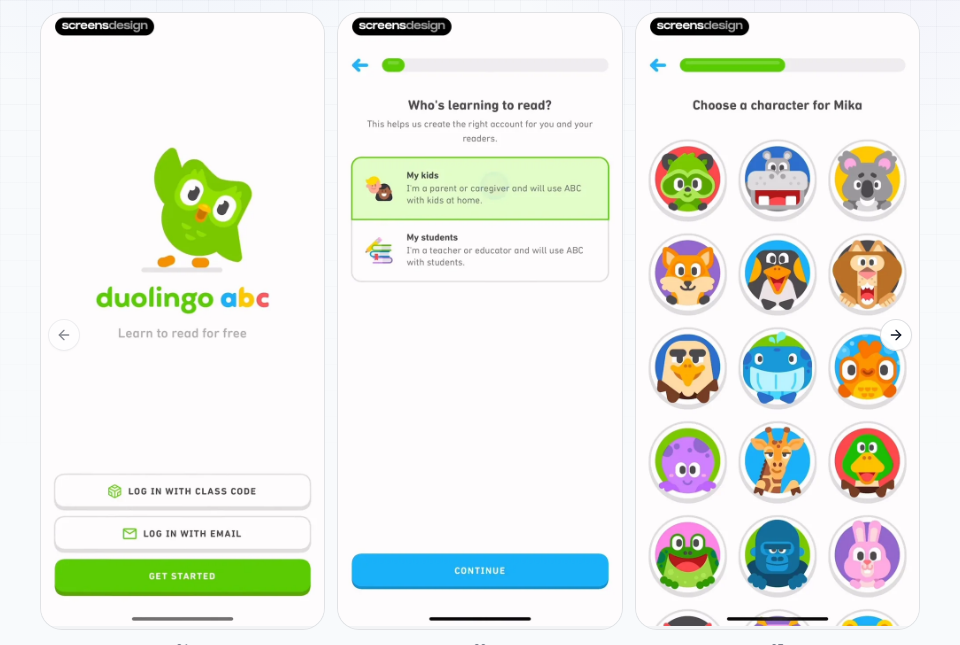 screensdesign
duolingo abc
Learn to read for free
LOG IN WITH CLASS CODE
LOG IN WITH EMAIL
GET STARTED
screensdesign
Who's learning to read?
This helps us create the right account for you and your
readers.
My kids
I'm a parent or caregiver and will use ABC
with kids at home.
My students
I'm a teacher or educator and will use ABC
with students.
CONTINUE
screensdesign
Choose a character for Mika